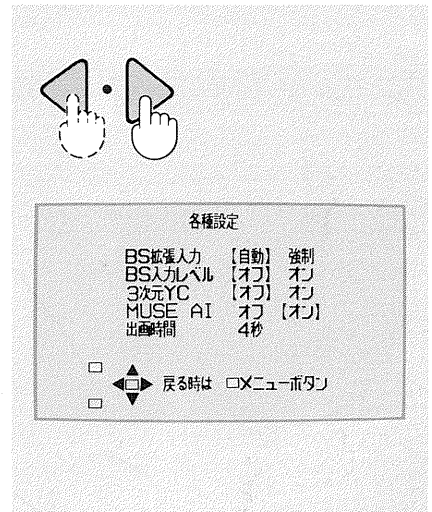 各種設定
BS拡張入力 【自動】 強制
BS入力レベル 【オフ】 オン
3次元YC 【オフ】 オン
MUSE AI オフ 【オン】
出画時間 4秒
戻る時は □メニューボタン